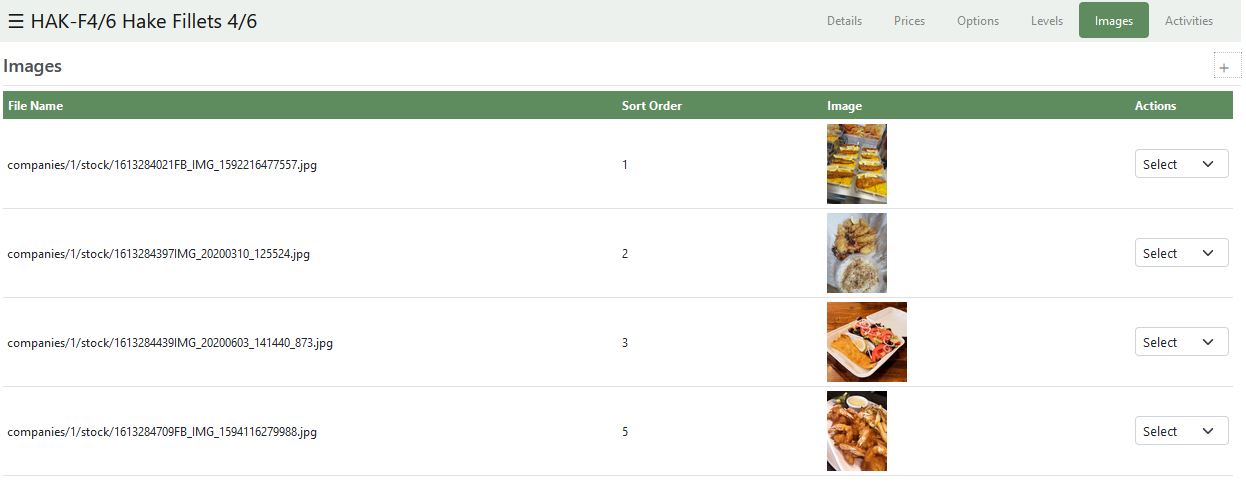 ☰ HAK-F4/6 Hake Fillets 4/6 Details Prices Options Levels Images Activities
Images +
File Name Sort Order Image Actions
companies/1/stock/1613284021FB_IMG_1592216477557.jpg 1 Select
companies/1/stock/1613284397IMG_20200310_125524.jpg 2 Select
companies/1/stock/1613284439IMG_20200603_141440_873.jpg 3 Select
companies/1/stock/1613284709FB_IMG_1594116279988.jpg 5 Select